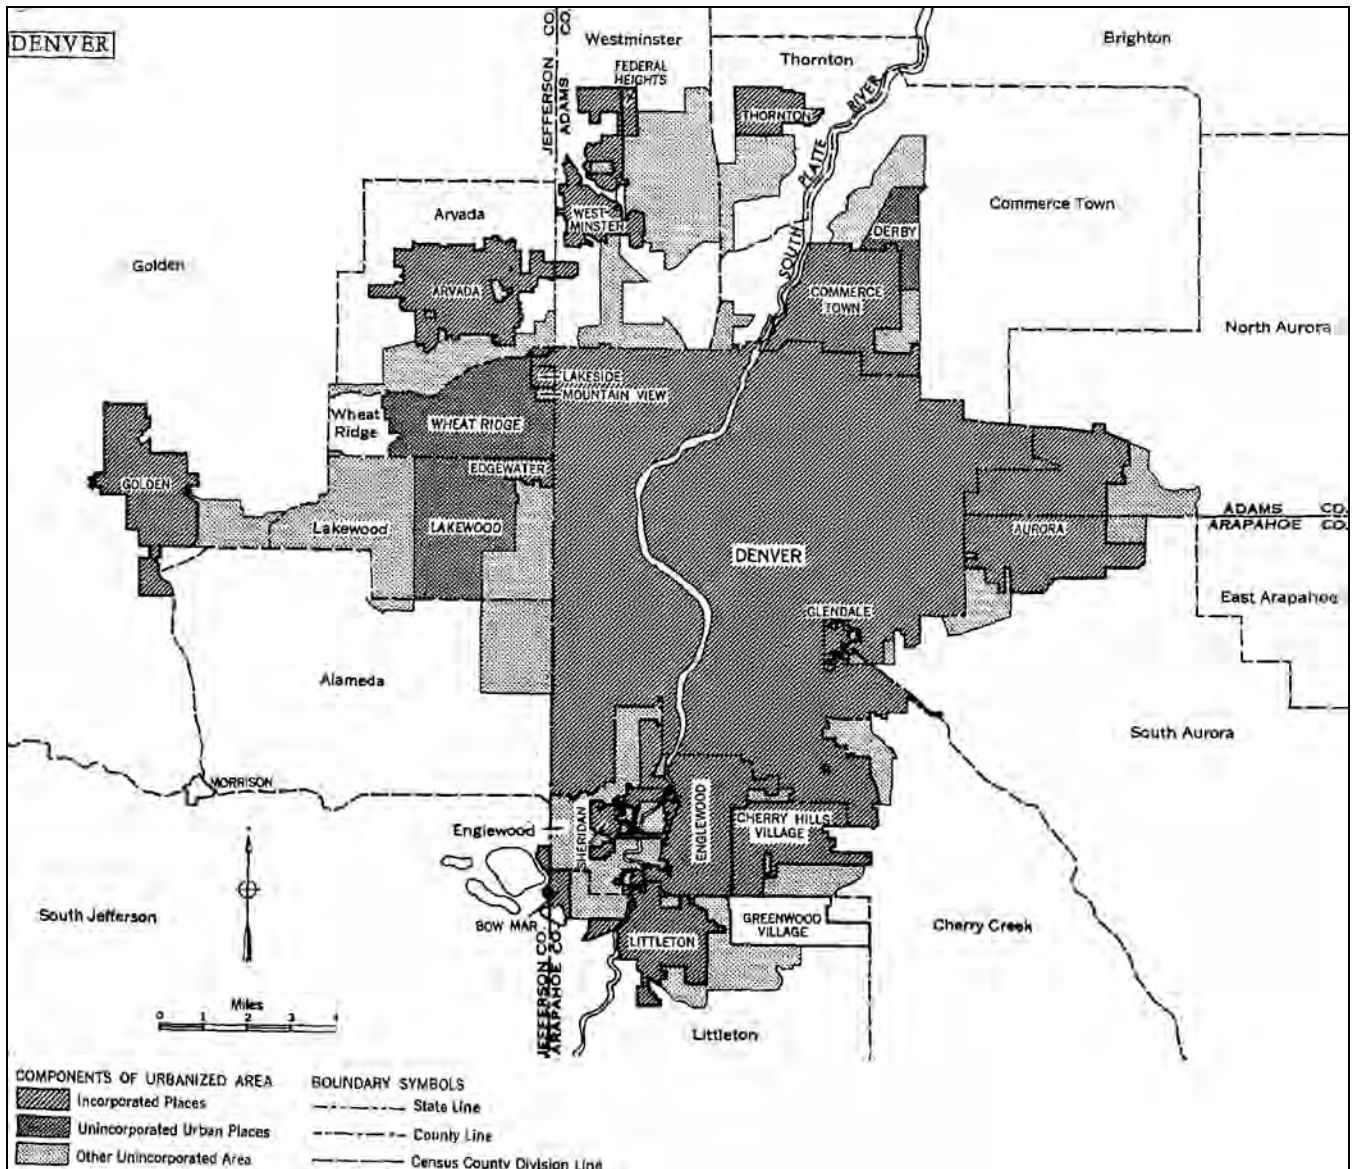 DENVER
JEFFERSON CO.
ADAMS CO.
Westminster
FEDERAL
HEIGHTS
Thornton
Brighton
THORNTON
SOUTH PLATTE RIVER
Arvada
WEST-
MINSTER
DERBY
Commerce Town
Golden
ARVADA
COMMERCE
TOWN
North Aurora
LAKESIDE
MOUNTAIN VIEW
Wheat
Ridge
WHEAT RIDGE
EDGEWATER
GOLDEN
Lakewood
LAKEWOOD
ADAMS CO.
ARAPAHOE CO.
AURORA
DENVER
East Arapahoe
GLENDALE
Alameda
South Aurora
MORRISON
Englewood
SHERIDAN
ENGLEWOOD
CHERRY HILLS
VILLAGE
South Jefferson
BOW MAR
GREENWOOD
VILLAGE
Cherry Creek
LITTLETON
JEFFERSON CO.
ARAPAHOE CO.
Miles
0 1 2 3 4
Littleton
COMPONENTS OF URBANIZED AREA
Incorporated Places
Unincorporated Urban Places
Other Unincorporated Area
BOUNDARY SYMBOLS
State Line
County Line
Census County Division Line